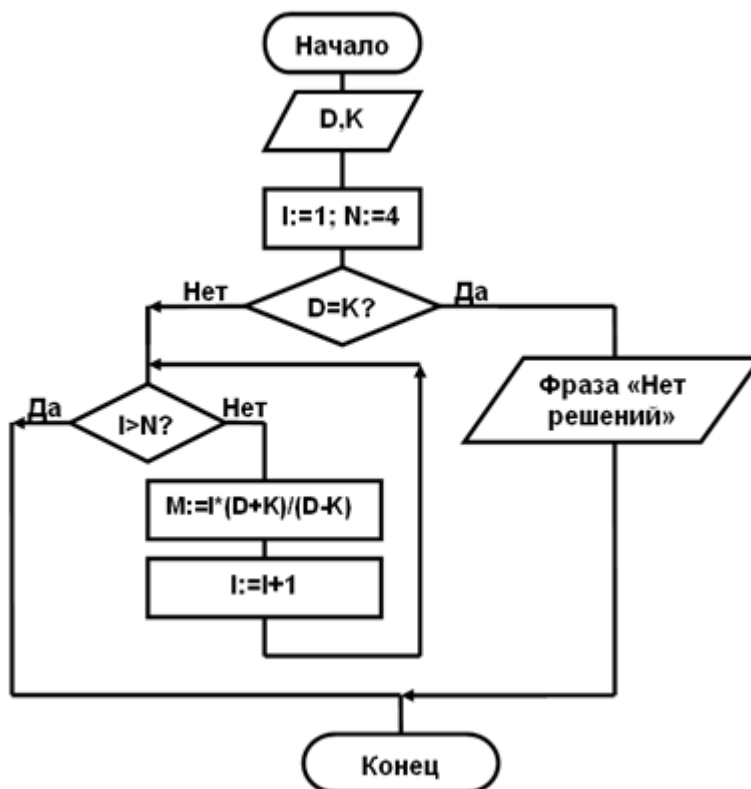 Начало
D,K
I:=1; N:=4
Нет
D=K?
Да
Фраза «Нет
решений»
Да
I>N?
Нет
M:=I*(D+K)/(D-K)
I:=I+1
Конец